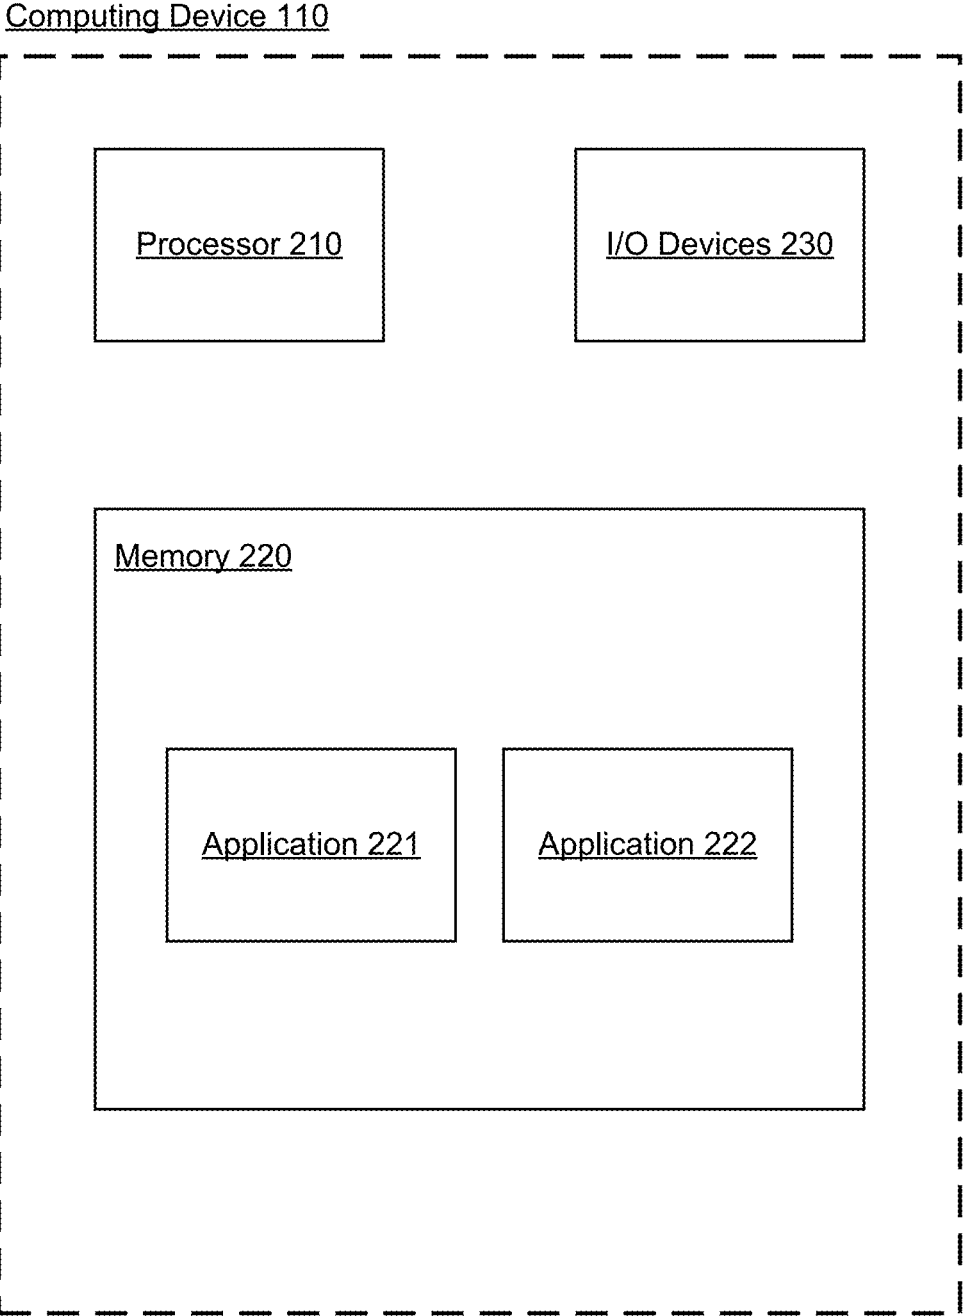 Computing Device 110
Processor 210
I/O Devices 230
Memory 220
Application 221
Application 222